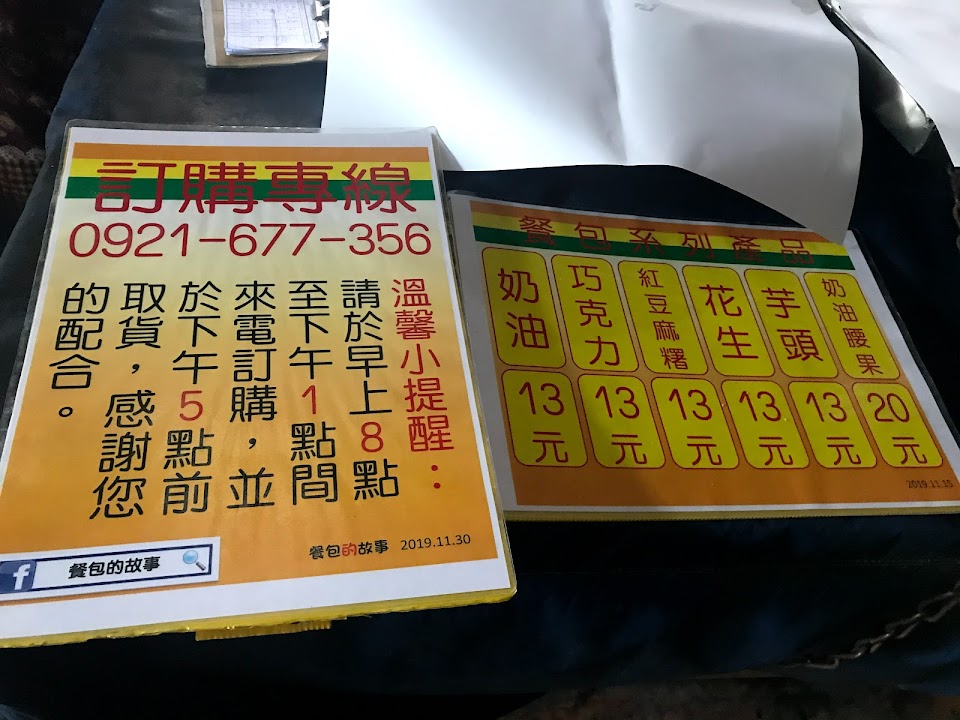 訂購專線
0921-677-356
溫馨小提醒：
請於早上8點
至下午1點間
來電訂購，並
於下午5點前
取貨，感謝您
的配合。
餐包的故事 2019.11.30
f 餐包的故事
餐包系列產品
奶油
巧克力
紅豆麻糬
花生
芋頭
奶油腰果
13元
13元
13元
13元
13元
20元
2019.11.15